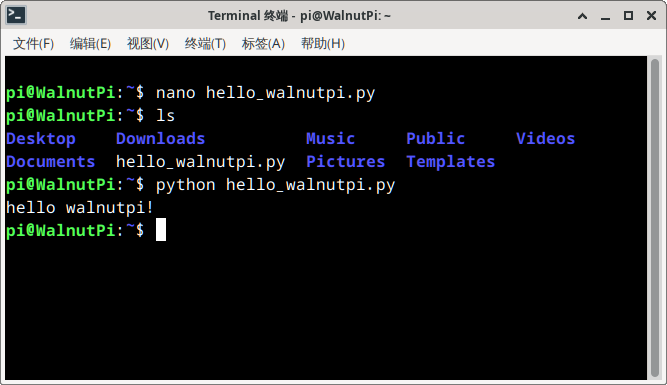 Terminal 终端 - pi@WalnutPi: ~
文件(F) 编辑(E) 视图(V) 终端(T) 标签(A) 帮助(H)
pi@WalnutPi:~$ nano hello_walnutpi.py
pi@WalnutPi:~$ ls
Desktop Downloads Music Public Videos
Documents hello_walnutpi.py Pictures Templates
pi@WalnutPi:~$ python hello_walnutpi.py
hello walnutpi!
pi@WalnutPi:~$